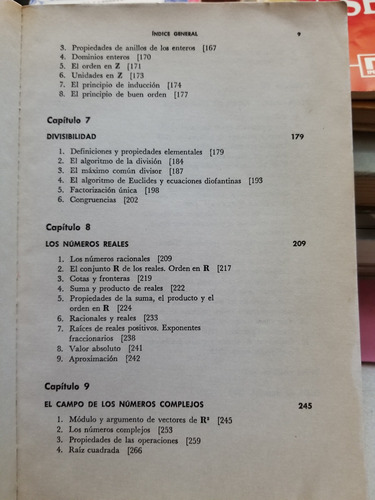 ÍNDICE GENERAL 9
3. Propiedades de anillos de los enteros [167
4. Dominios enteros [170
5. El orden en Z [171
6. Unidades en Z [173
7. El principio de inducción [174
8. El principio de buen orden [177
Capítulo 7
DIVISIBILIDAD 179
1. Definiciones y propiedades elementales [179
2. El algoritmo de la división [184
3. El máximo común divisor [187
4. El algoritmo de Euclides y ecuaciones diofantinas [193
5. Factorización única [198
6. Congruencias [202
Capítulo 8
LOS NÚMEROS REALES 209
1. Los números racionales [209
2. El conjunto R de los reales. Orden en R [217
3. Cotas y fronteras [219
4. Suma y producto de reales [222
5. Propiedades de la suma, el producto y el
orden en R [224
6. Racionales y reales [233
7. Raíces de reales positivos. Exponentes
fraccionarios [238
8. Valor absoluto [241
9. Aproximación [242
Capítulo 9
EL CAMPO DE LOS NÚMEROS COMPLEJOS 245
1. Módulo y argumento de vectores de R² [245
2. Los números complejos [253
3. Propiedades de las operaciones [259
4. Raíz cuadrada [266